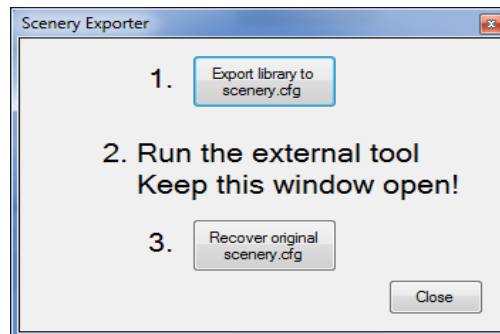 Scenery Exporter
1.
Export library to
scenery.cfg
2. Run the external tool
Keep this window open!
3.
Recover original
scenery.cfg
Close